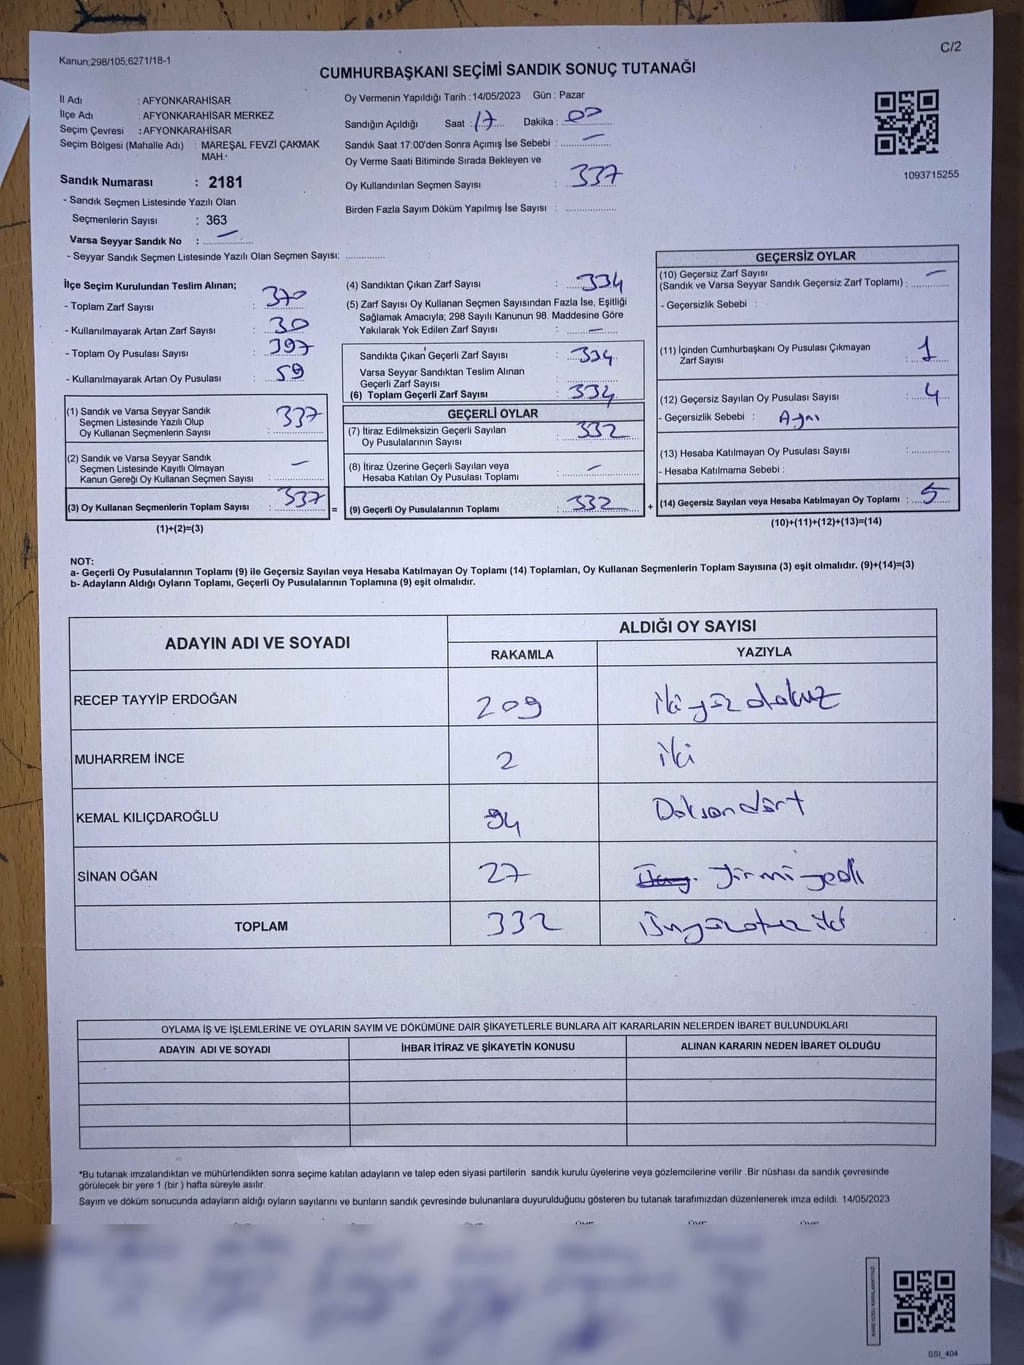 Kanun;298/105;6271/18-1
C/2
CUMHURBAŞKANI SEÇİMİ SANDIK SONUÇ TUTANAĞI
İl Adı : AFYONKARAHİSAR
İlçe Adı : AFYONKARAHİSAR MERKEZ
Seçim Çevresi : AFYONKARAHİSAR
Seçim Bölgesi (Mahalle Adı) : MAREŞAL FEVZİ ÇAKMAK
MAH.
Sandık Numarası : 2181
- Sandık Seçmen Listesinde Yazılı Olan
Seçmenlerin Sayısı : 363
Varsa Seyyar Sandık No : —
- Seyyar Sandık Seçmen Listesinde Yazılı Olan Seçmen Sayısı: ............
Oy Vermenin Yapıldığı Tarih : 14/05/2023 Gün : Pazar
Sandığın Açıldığı Saat : 17 Dakika : 00
Sandık Saat 17:00'den Sonra Açımış İse Sebebi : —
Oy Verme Saati Bitiminde Sırada Bekleyen ve
Oy Kullandırılan Seçmen Sayısı : 337
Birden Fazla Sayım Döküm Yapılmış İse Sayısı : ................
1093715255
İlçe Seçim Kurulundan Teslim Alınan;
- Toplam Zarf Sayısı : 370
- Kullanılmayarak Artan Zarf Sayısı : 30
- Toplam Oy Pusulası Sayısı : 397
- Kullanılmayarak Artan Oy Pusulası : 59
(1) Sandık ve Varsa Seyyar Sandık
Seçmen Listesinde Yazılı Olup
Oy Kullanan Seçmenlerin Sayısı : 337
(2) Sandık ve Varsa Seyyar Sandık
Seçmen Listesinde Kayıtlı Olmayan
Kanun Gereği Oy Kullanan Seçmen Sayısı : —
(3) Oy Kullanan Seçmenlerin Toplam Sayısı : 337
(1)+(2)=(3)
=
(4) Sandıktan Çıkan Zarf Sayısı : 334
(5) Zarf Sayısı Oy Kullanan Seçmen Sayısından Fazla İse, Eşitliği
Sağlamak Amacıyla; 298 Sayılı Kanunun 98. Maddesine Göre
Yakılarak Yok Edilen Zarf Sayısı : —
Sandıkta Çıkan Geçerli Zarf Sayısı : 334
Varsa Seyyar Sandıktan Teslim Alınan
Geçerli Zarf Sayısı : ............
(6) Toplam Geçerli Zarf Sayısı : 334
GEÇERLİ OYLAR
(7) İtiraz Edilmeksizin Geçerli Sayılan
Oy Pusulalarının Sayısı : 332
(8) İtiraz Üzerine Geçerli Sayılan veya
Hesaba Katılan Oy Pusulası Toplamı : —
(9) Geçerli Oy Pusulalarının Toplamı : 332
+
GEÇERSİZ OYLAR
(10) Geçersiz Zarf Sayısı
(Sandık ve Varsa Seyyar Sandık Geçersiz Zarf Toplamı) : —
- Geçersizlik Sebebi :
(11) İçinden Cumhurbaşkanı Oy Pusulası Çıkmayan
Zarf Sayısı : 1
(12) Geçersiz Sayılan Oy Pusulası Sayısı : 4
- Geçersizlik Sebebi :
(13) Hesaba Katılmayan Oy Pusulası Sayısı : ............
- Hesaba Katılmama Sebebi :
(14) Geçersiz Sayılan veya Hesaba Katılmayan Oy Toplamı : 5
(10)+(11)+(12)+(13)=(14)
NOT:
a- Geçerli Oy Pusulalarının Toplamı (9) ile Geçersiz Sayılan veya Hesaba Katılmayan Oy Toplamı (14) Toplamları, Oy Kullanan Seçmenlerin Toplam Sayısına (3) eşit olmalıdır. (9)+(14)=(3)
b- Adayların Aldığı Oyların Toplamı, Geçerli Oy Pusulalarının Toplamına (9) eşit olmalıdır.
ADAYIN ADI VE SOYADI
ALDIĞI OY SAYISI
RAKAMLA YAZIYLA
RECEP TAYYİP ERDOĞAN 209 iki yüz dokuz
MUHARREM İNCE 2 iki
KEMAL KILIÇDAROĞLU 94 Doksandört
SİNAN OĞAN 27 yirmi yedi
TOPLAM 332 üçyüzotuz iki
OYLAMA İŞ VE İŞLEMLERİNE VE OYLARIN SAYIM VE DÖKÜMÜNE DAİR ŞİKAYETLERLE BUNLARA AİT KARARLARIN NELERDEN İBARET BULUNDUKLARI
ADAYIN ADI VE SOYADI İHBAR İTİRAZ VE ŞİKAYETİN KONUSU ALINAN KARARIN NEDEN İBARET OLDUĞU
*Bu tutanak imzalandıktan ve mühürlendikten sonra seçime katılan adayların ve talep eden siyasi partilerin sandık kurulu üyelerine veya gözlemcilerine verilir. Bir nüshası da sandık çevresinde
görülecek bir yere 1 (bir) hafta süreyle asılır.
Sayım ve döküm sonucunda adayların aldığı oyların sayılarını ve bunların sandık çevresinde bulunanlara duyurulduğunu gösteren bu tutanak tarafımızdan düzenlenerek imza edildi. 14/05/2023
SSI_404